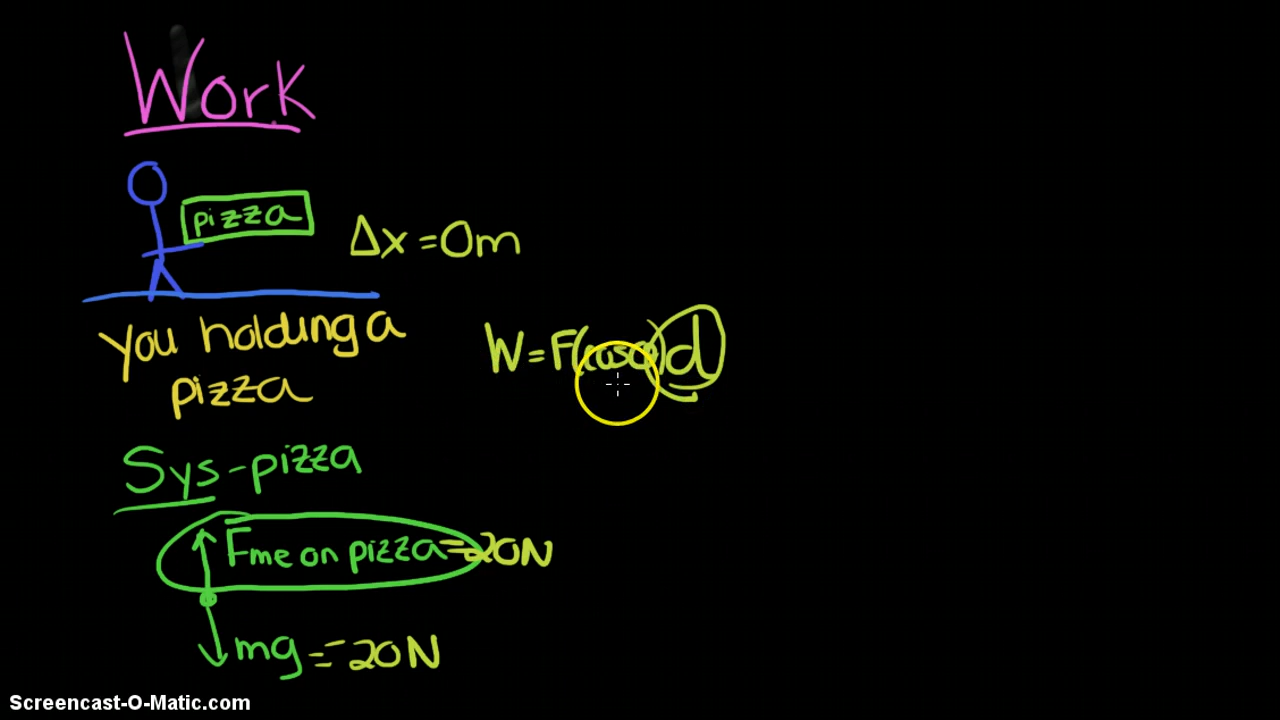 Work
pizza
Δx = 0m
You holding a
pizza
W = F(cosθ)d
Sys - pizza
Fme on pizza = 20N
mg = -20N
Screencast-O-Matic.com